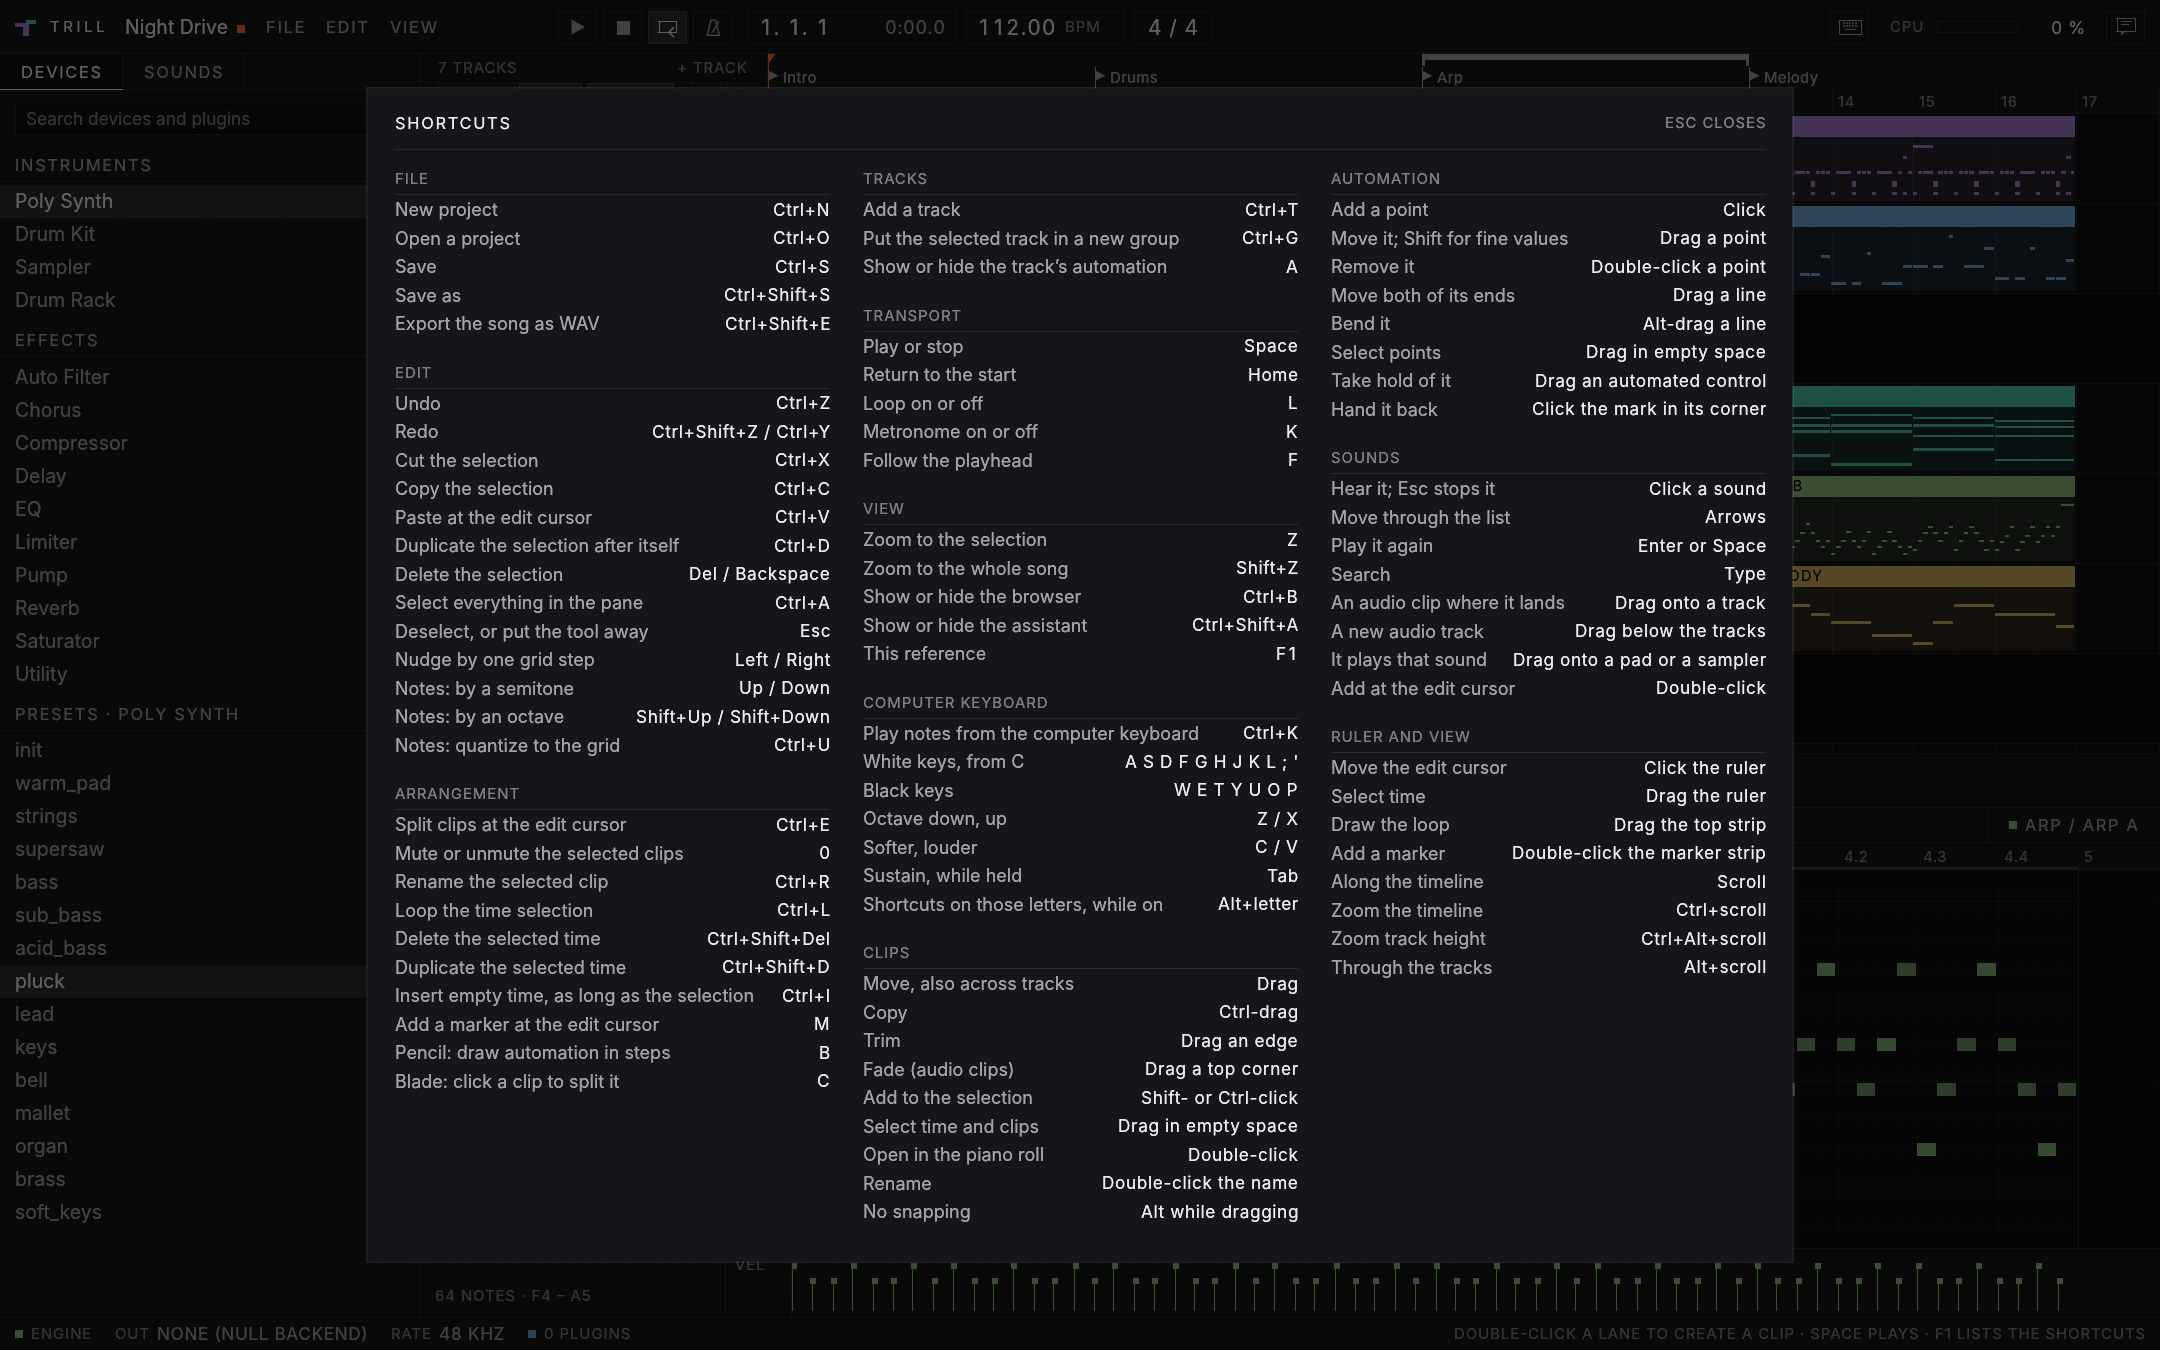 TRILL Night Drive FILE EDIT VIEW 1. 1. 1 0:00.0 112.00 BPM 4 / 4 CPU 0 %
DEVICES SOUNDS 7 TRACKS + TRACK Intro Drums Arp Melody
14 15 16 17
Search devices and plugins
INSTRUMENTS
Poly Synth
Drum Kit
Sampler
Drum Rack
EFFECTS
Auto Filter
Chorus
Compressor
Delay
EQ
Limiter
Pump
Reverb
Saturator
Utility
PRESETS · POLY SYNTH
init
warm_pad
strings
supersaw
bass
sub_bass
acid_bass
pluck
lead
keys
bell
mallet
organ
brass
soft_keys
SHORTCUTS ESC CLOSES
FILE
New project Ctrl+N
Open a project Ctrl+O
Save Ctrl+S
Save as Ctrl+Shift+S
Export the song as WAV Ctrl+Shift+E
EDIT
Undo Ctrl+Z
Redo Ctrl+Shift+Z / Ctrl+Y
Cut the selection Ctrl+X
Copy the selection Ctrl+C
Paste at the edit cursor Ctrl+V
Duplicate the selection after itself Ctrl+D
Delete the selection Del / Backspace
Select everything in the pane Ctrl+A
Deselect, or put the tool away Esc
Nudge by one grid step Left / Right
Notes: by a semitone Up / Down
Notes: by an octave Shift+Up / Shift+Down
Notes: quantize to the grid Ctrl+U
ARRANGEMENT
Split clips at the edit cursor Ctrl+E
Mute or unmute the selected clips 0
Rename the selected clip Ctrl+R
Loop the time selection Ctrl+L
Delete the selected time Ctrl+Shift+Del
Duplicate the selected time Ctrl+Shift+D
Insert empty time, as long as the selection Ctrl+I
Add a marker at the edit cursor M
Pencil: draw automation in steps B
Blade: click a clip to split it C
TRACKS
Add a track Ctrl+T
Put the selected track in a new group Ctrl+G
Show or hide the track’s automation A
TRANSPORT
Play or stop Space
Return to the start Home
Loop on or off L
Metronome on or off K
Follow the playhead F
VIEW
Zoom to the selection Z
Zoom to the whole song Shift+Z
Show or hide the browser Ctrl+B
Show or hide the assistant Ctrl+Shift+A
This reference F1
COMPUTER KEYBOARD
Play notes from the computer keyboard Ctrl+K
White keys, from C A S D F G H J K L ; '
Black keys W E T Y U O P
Octave down, up Z / X
Softer, louder C / V
Sustain, while held Tab
Shortcuts on those letters, while on Alt+letter
CLIPS
Move, also across tracks Drag
Copy Ctrl-drag
Trim Drag an edge
Fade (audio clips) Drag a top corner
Add to the selection Shift- or Ctrl-click
Select time and clips Drag in empty space
Open in the piano roll Double-click
Rename Double-click the name
No snapping Alt while dragging
AUTOMATION
Add a point Click
Move it; Shift for fine values Drag a point
Remove it Double-click a point
Move both of its ends Drag a line
Bend it Alt-drag a line
Select points Drag in empty space
Take hold of it Drag an automated control
Hand it back Click the mark in its corner
SOUNDS
Hear it; Esc stops it Click a sound
Move through the list Arrows
Play it again Enter or Space
Search Type
An audio clip where it lands Drag onto a track
A new audio track Drag below the tracks
It plays that sound Drag onto a pad or a sampler
Add at the edit cursor Double-click
RULER AND VIEW
Move the edit cursor Click the ruler
Select time Drag the ruler
Draw the loop Drag the top strip
Add a marker Double-click the marker strip
Along the timeline Scroll
Zoom the timeline Ctrl+scroll
Zoom track height Ctrl+Alt+scroll
Through the tracks Alt+scroll
B
ODY
ARP / ARP A
4.2 4.3 4.4 5
VEL
64 NOTES · F4 – A5
ENGINE OUT NONE (NULL BACKEND) RATE 48 KHZ 0 PLUGINS DOUBLE-CLICK A LANE TO CREATE A CLIP · SPACE PLAYS · F1 LISTS THE SHORTCUTS